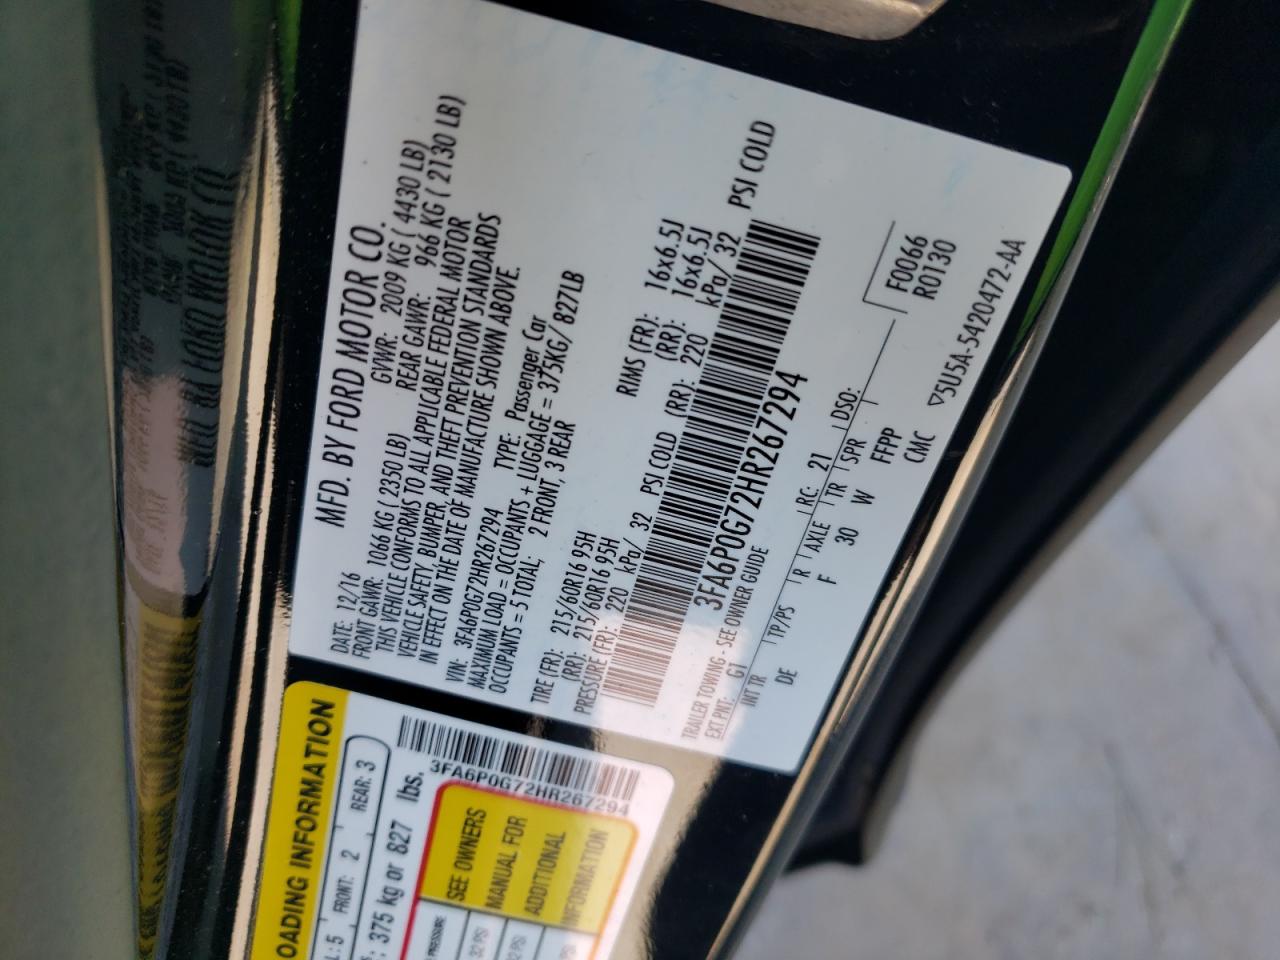 MFD. BY FORD MOTOR CO.
DATE: 12/16 GVWR: 2009 KG ( 4430 LB)
FRONT GAWR: 1066 KG ( 2350 LB) REAR GAWR: 966 KG ( 2130 LB)
THIS VEHICLE CONFORMS TO ALL APPLICABLE FEDERAL MOTOR
VEHICLE SAFETY, BUMPER, AND THEFT PREVENTION STANDARDS
IN EFFECT ON THE DATE OF MANUFACTURE SHOWN ABOVE.
VIN: 3FA6P0G72HR267294 TYPE: Passenger Car
MAXIMUM LOAD = OCCUPANTS + LUGGAGE = 375KG/ 827LB
OCCUPANTS = 5 TOTAL; 2 FRONT, 3 REAR
TIRE (FR): 215/60R16 95H RIMS (FR): 16x6.5J
(RR): 215/60R16 95H (RR): 16x6.5J
PRESSURE (FR): 220 kPa/ 32 PSI COLD (RR): 220 kPa/ 32 PSI COLD
3FA6P0G72HR267294
TRAILER TOWING - SEE OWNER GUIDE
EXT PNT: G1 RC: 21 DSO: F0066
INT TR TP/PS R AXLE TR SPR R0130
DE F 30 W FFPP
CMC
▽5U5A-5420472-AA
OADING INFORMATION
L: 5 FRONT: 2 REAR: 3
: 375 kg or 827 lbs.
3FA6P0G72HR267294
PRESSURE
32 PSI
SEE OWNERS
MANUAL FOR
ADDITIONAL
INFORMATION